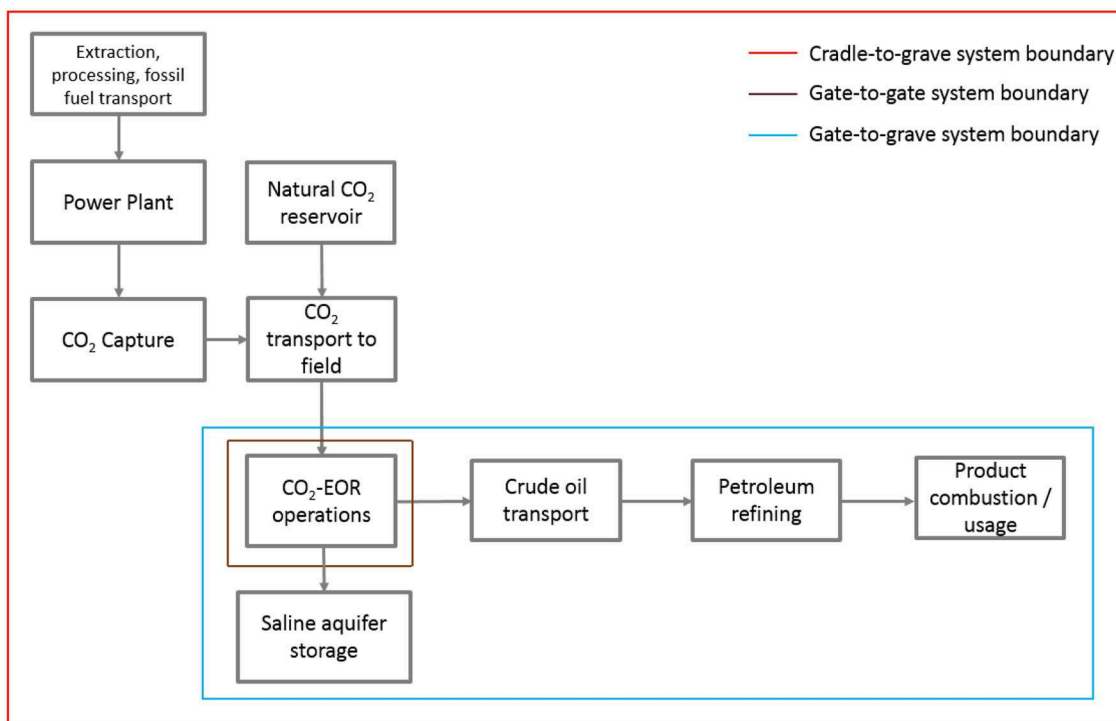 Extraction,
processing, fossil
fuel transport
Cradle-to-grave system boundary
Gate-to-gate system boundary
Gate-to-grave system boundary
Power Plant
Natural CO₂
reservoir
CO₂ Capture
CO₂
transport to
field
CO₂-EOR
operations
Crude oil
transport
Petroleum
refining
Product
combustion /
usage
Saline aquifer
storage